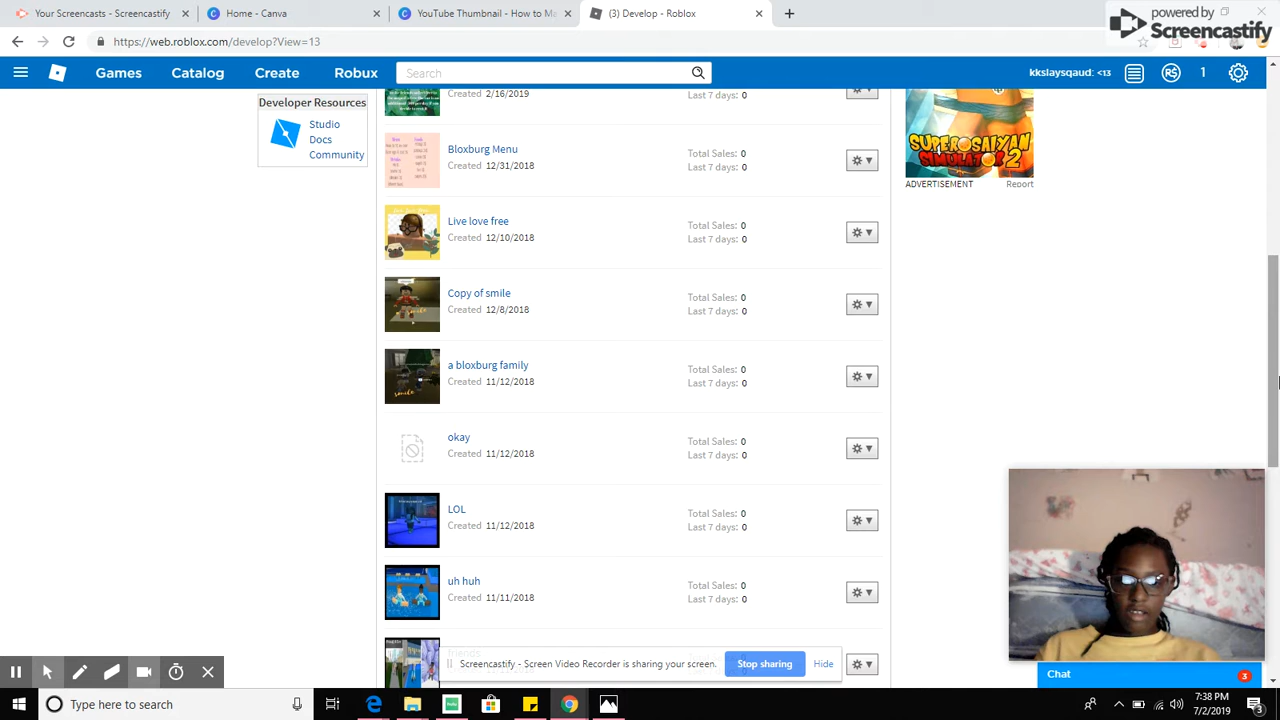 Your Screencasts - Screencastify
Home - Canva
YouTube Thumbnail - How to Me
(3) Develop - Roblox
powered by
Screencastify
https://web.roblox.com/develop?View=13
Games
Catalog
Create
Robux
Search
kkslaysqaud: <13
1
Developer Resources
Studio
Docs
Community
Created 2/16/2019
Last 7 days: 0
Bloxburg Menu
Created 12/31/2018
Total Sales: 0
Last 7 days: 0
Live love free
Created 12/10/2018
Total Sales: 0
Last 7 days: 0
Copy of smile
Created 12/8/2018
Total Sales: 0
Last 7 days: 0
a bloxburg family
Created 11/12/2018
Total Sales: 0
Last 7 days: 0
okay
Created 11/12/2018
Total Sales: 0
Last 7 days: 0
LOL
Created 11/12/2018
Total Sales: 0
Last 7 days: 0
uh huh
Created 11/11/2018
Total Sales: 0
Last 7 days: 0
friends
SUPER SAIYAN
SIMULATOR 2
ADVERTISEMENT
Report
Screencastify - Screen Video Recorder is sharing your screen.
Stop sharing
Hide
Chat
3
Type here to search
7:38 PM
7/2/2019
3